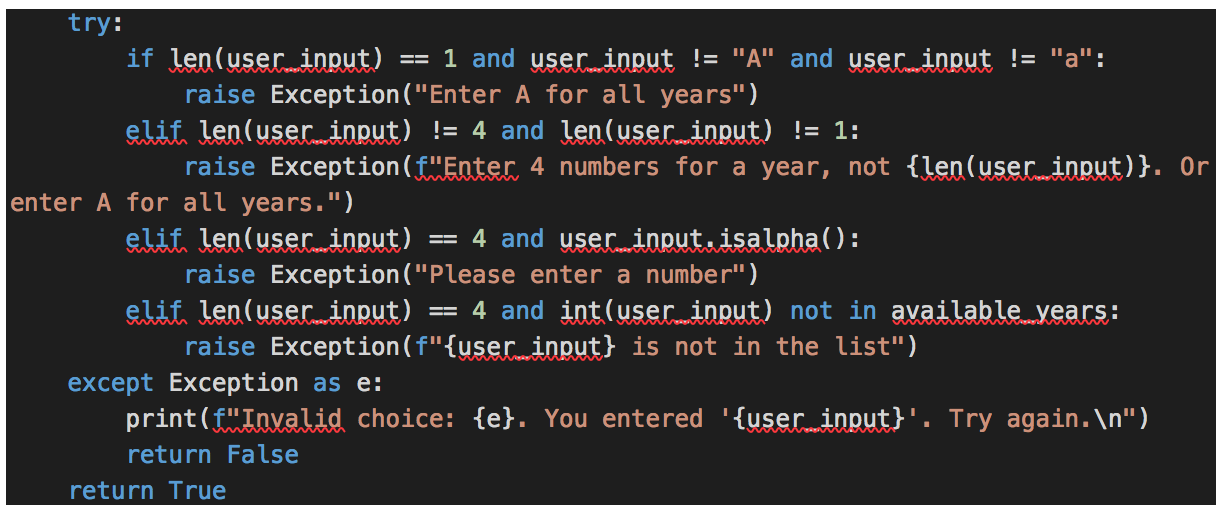 try:
if len(user_input) == 1 and user_input != "A" and user_input != "a":
raise Exception("Enter A for all years")
elif len(user_input) != 4 and len(user_input) != 1:
raise Exception(f"Enter 4 numbers for a year, not {len(user_input)}. Or
enter A for all years.")
elif len(user_input) == 4 and user_input.isalpha():
raise Exception("Please enter a number")
elif len(user_input) == 4 and int(user_input) not in available_years:
raise Exception(f"{user_input} is not in the list")
except Exception as e:
print(f"Invalid choice: {e}. You entered '{user_input}'. Try again.\n")
return False
return True